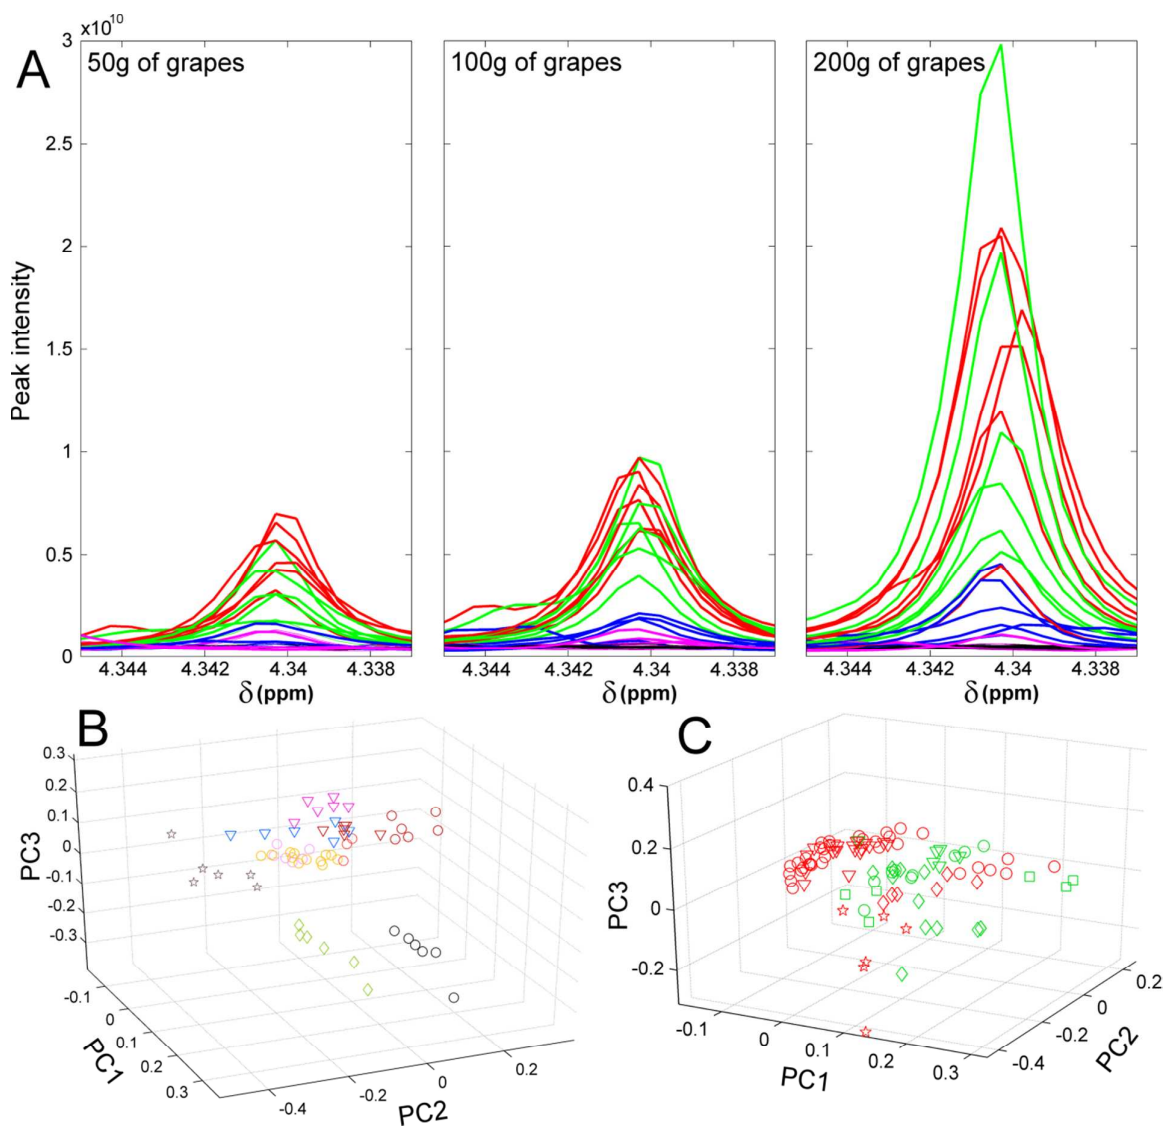 A
x10^10
50g of grapes
100g of grapes
200g of grapes
3
2.5
2
1.5
1
0.5
0
Peak intensity
4.344 4.342 4.34 4.338
4.344 4.342 4.34 4.338
4.344 4.342 4.34 4.338
δ (ppm)
δ (ppm)
δ (ppm)
B
0.3
0.2
0.1
0
-0.1
-0.2
-0.3
PC3
-0.1
0
0.1
0.2
0.3
PC1
-0.4
-0.2
0
0.2
PC2
C
0.4
0.2
0
-0.2
PC3
-0.1
0
0.1
0.2
0.3
PC1
-0.4
-0.2
0
0.2
PC2